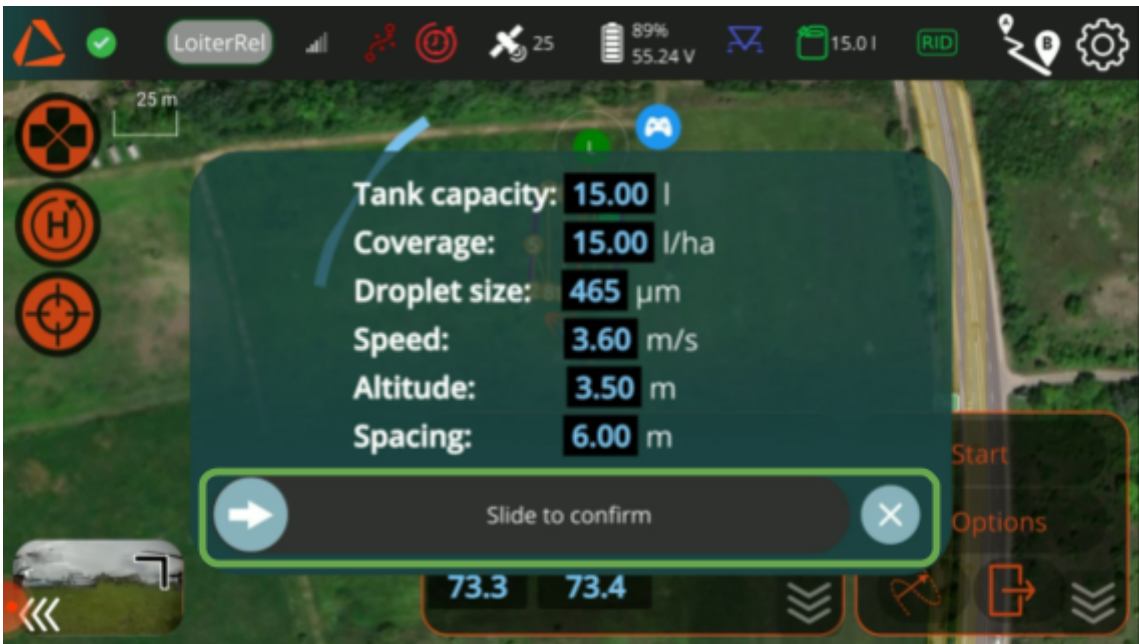 LoiterRel
25
89%
55.24 V
15.0 l
RID
A
B
25 m
H
L
Tank capacity: 15.00 l
Coverage: 15.00 l/ha
Droplet size: 465 µm
Speed: 3.60 m/s
Altitude: 3.50 m
Spacing: 6.00 m
Start
Slide to confirm
Options
73.3 73.4